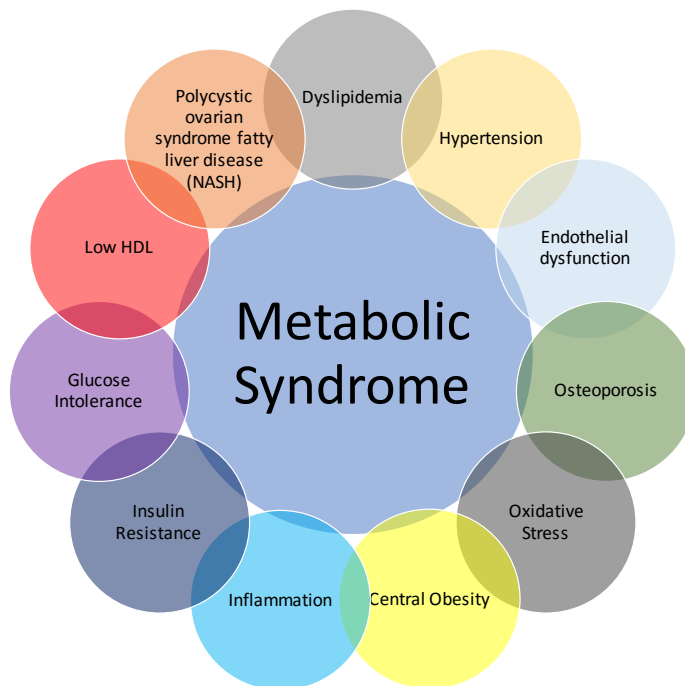 Dyslipidemia
Hypertension
Endothelial
dysfunction
Osteoporosis
Oxidative
Stress
Central Obesity
Inflammation
Insulin
Resistance
Glucose
Intolerance
Low HDL
Polycystic
ovarian
syndrome fatty
liver disease
(NASH)
Metabolic
Syndrome